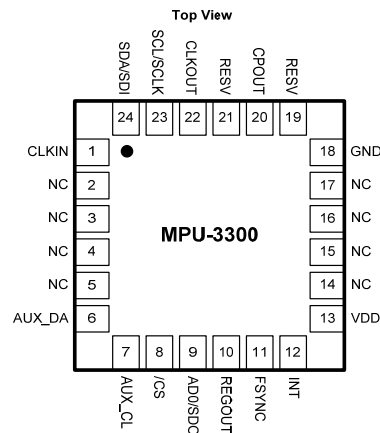 Top View
SDA/SDI
SCL/SCLK
CLKOUT
RESV
CPOUT
RESV
24 23 22 21 20 19
CLKIN 1 18 GND
NC 2 17 NC
NC 3 16 NC
MPU-3300
NC 4 15 NC
NC 5 14 NC
AUX_DA 6 13 VDD
7 8 9 10 11 12
AUX_CL
/CS
AD0/SDO
REGOUT
FSYNC
INT